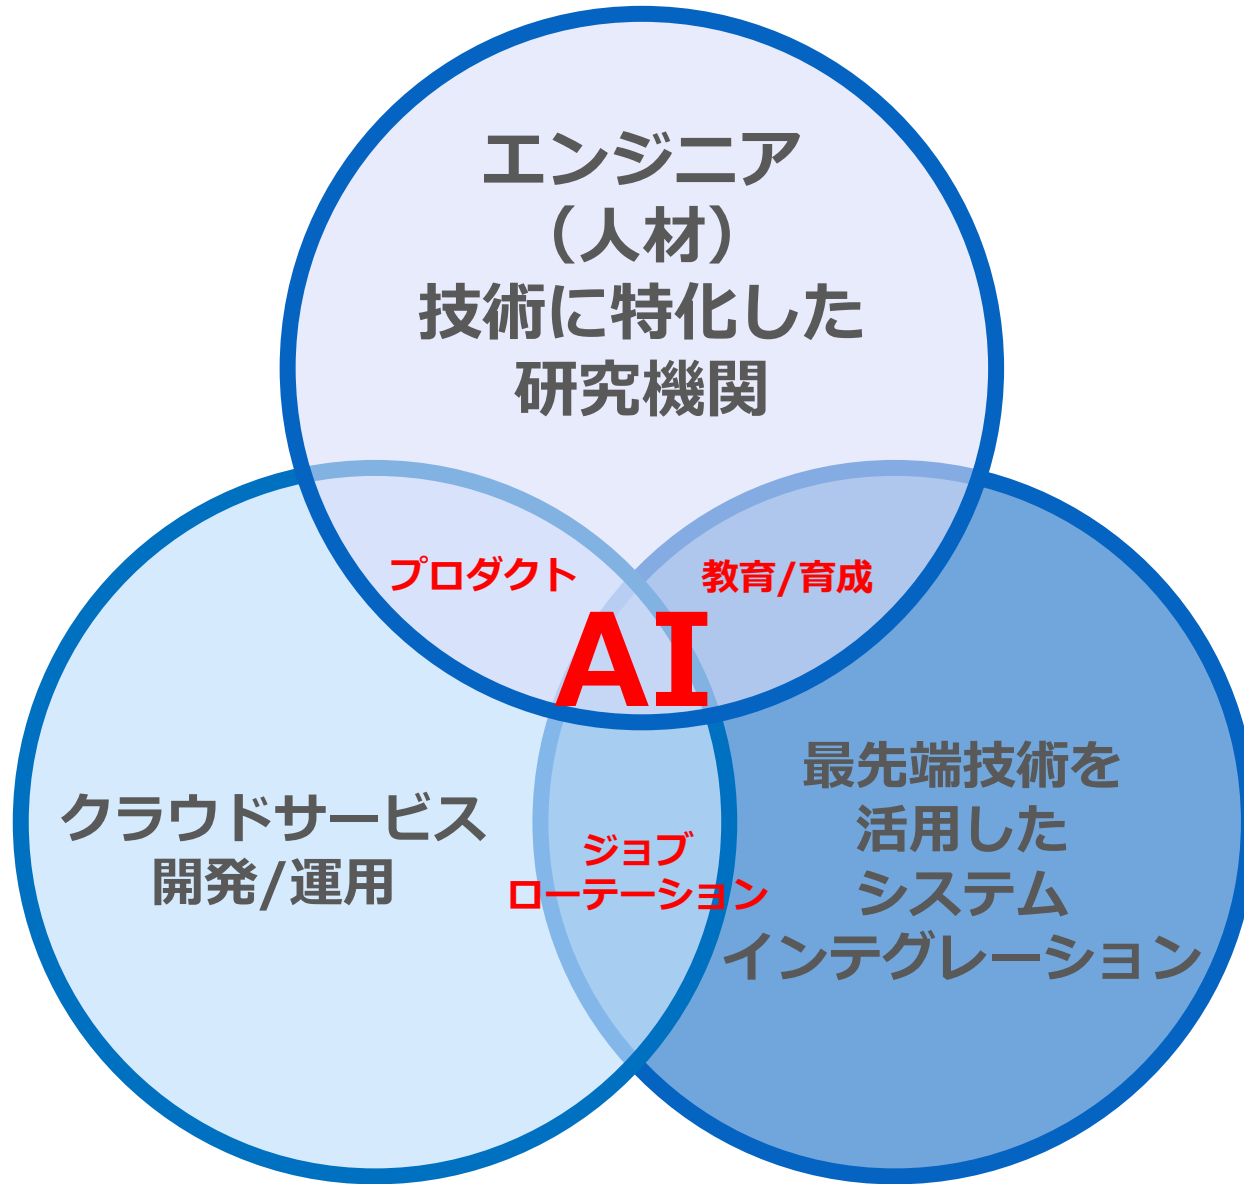 エンジニア
（人材）
技術に特化した
研究機関
プロダクト
教育/育成
AI
クラウドサービス
開発/運用
ジョブ
ローテーション
最先端技術を
活用した
システム
インテグレーション